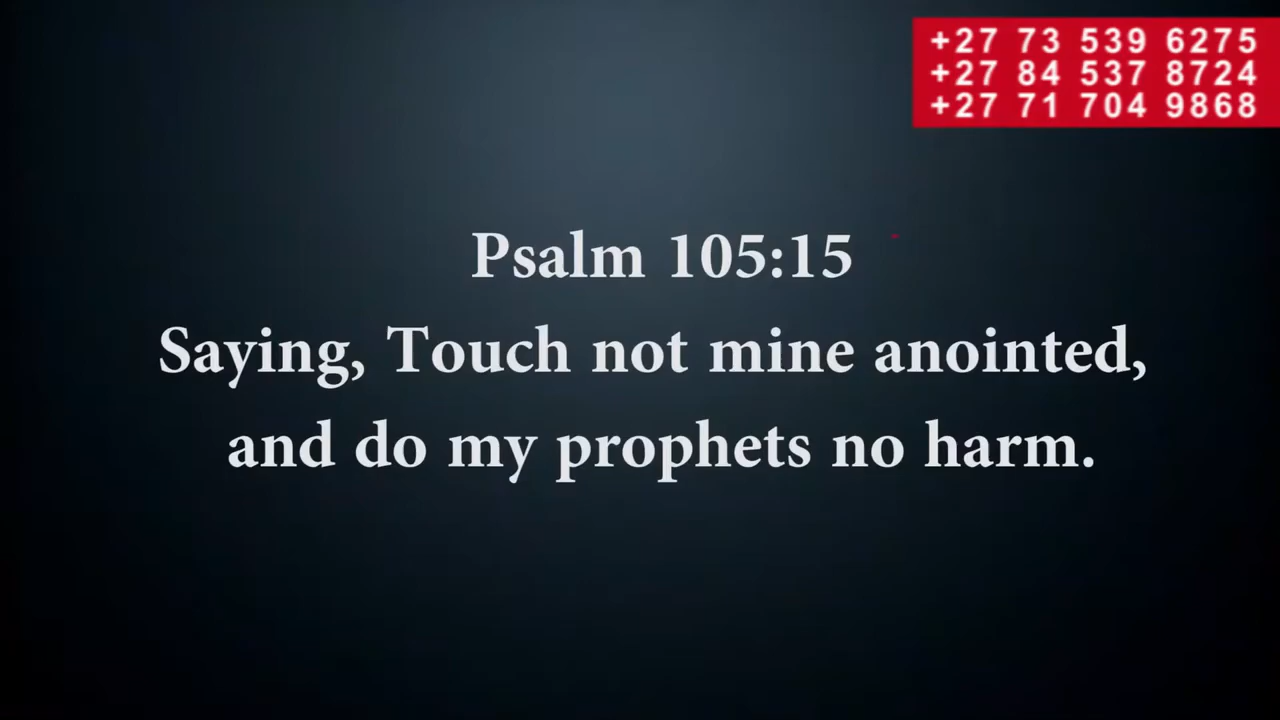 +27 73 539 6275
+27 84 537 8724
+27 71 704 9868
Psalm 105:15
Saying, Touch not mine anointed,
and do my prophets no harm.